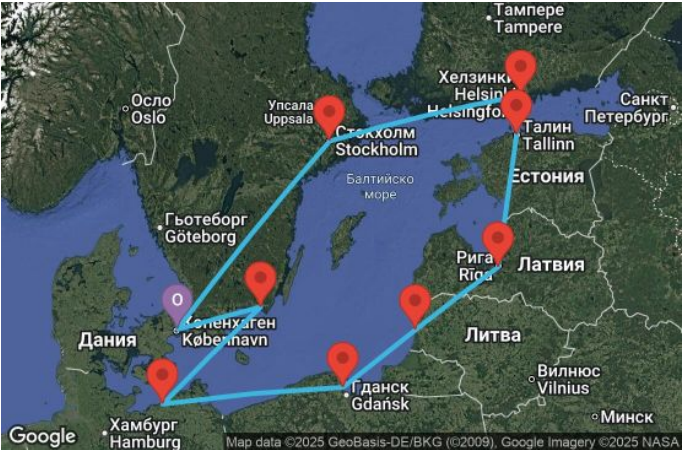 Тампере
Tampere
Хелзинки
Helsinki
Helsingfo
Осло
Oslo
Упсала
Uppsala
Санкт
Петербург
Стокхолм
Stockholm
Талин
Tallinn
Естония
Балтийско
море
Гьотеборг
Göteborg
Рига
Rīga
Латвия
О
Копенхаген
København
Дания
Литва
Вилнюс
Vilnius
Гданск
Gdańsk
Минск
Хамбург
Hamburg
Google
Map data ©2025 GeoBasis-DE/BKG (©2009), Google Imagery ©2025 NASA